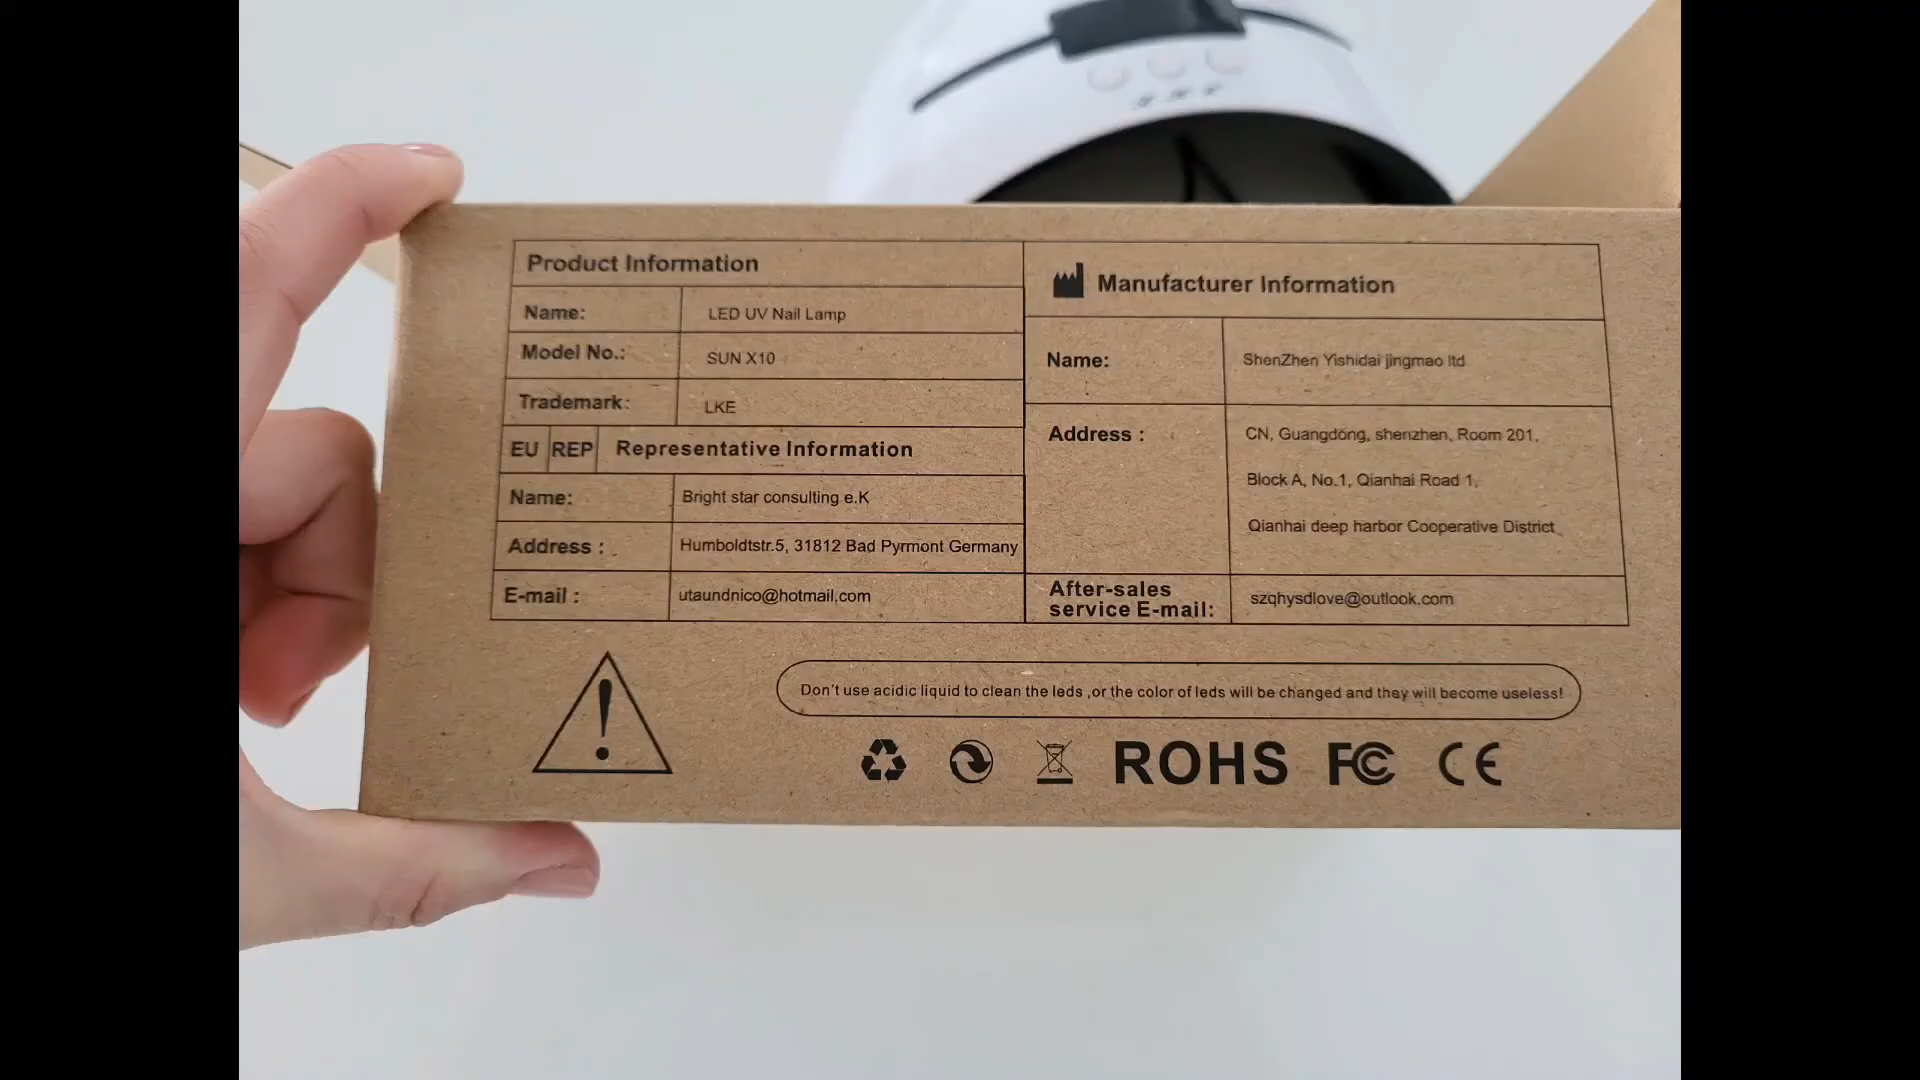 Product Information
Name: LED UV Nail Lamp
Model No.: SUN X10
Trademark: LKE
EU REP Representative Information
Name: Bright star consulting e.K
Address : Humboldtstr.5, 31812 Bad Pyrmont Germany
E-mail : utaundnico@hotmail.com
Manufacturer Information
Name: ShenZhen Yishidai jingmao ltd
Address : CN, Guangdong, shenzhen, Room 201,
Block A, No.1, Qianhai Road 1,
Qianhai deep harbor Cooperative District
After-sales
service E-mail: szqhysdlove@outlook.com
Don't use acidic liquid to clean the leds ,or the color of leds will be changed and they will become useless!
ROHS FC CE